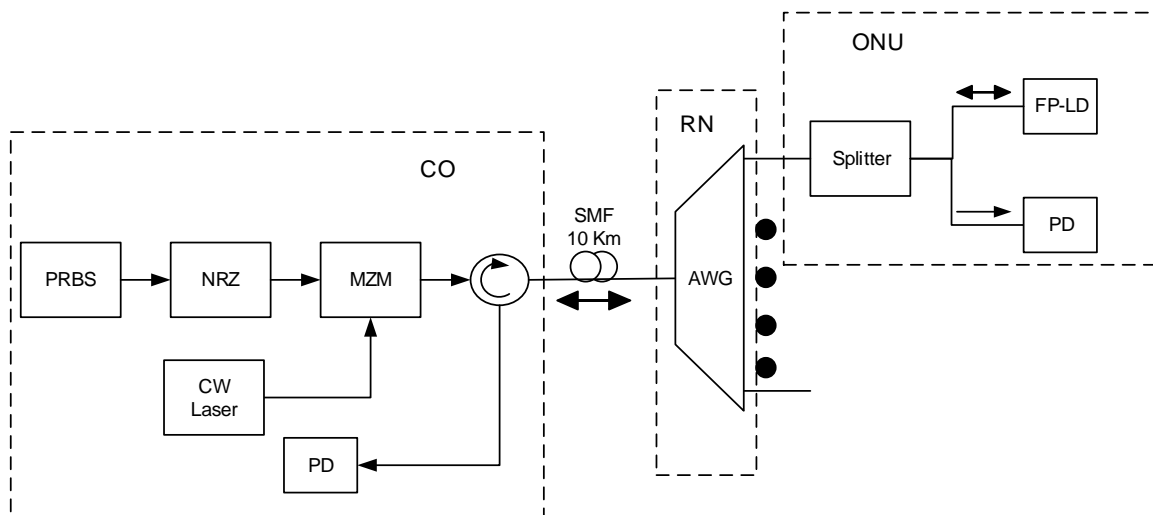 ONU
FP-LD
RN
Splitter
CO
SMF
10 Km
PD
PRBS
NRZ
MZM
AWG
CW
Laser
PD